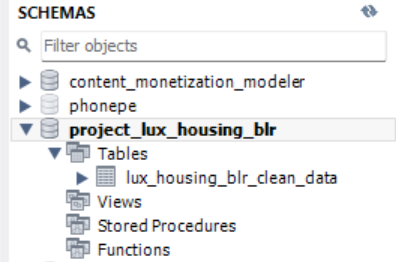 SCHEMAS
Filter objects
content_monetization_modeler
phonepe
project_lux_housing_blr
Tables
lux_housing_blr_clean_data
Views
Stored Procedures
Functions